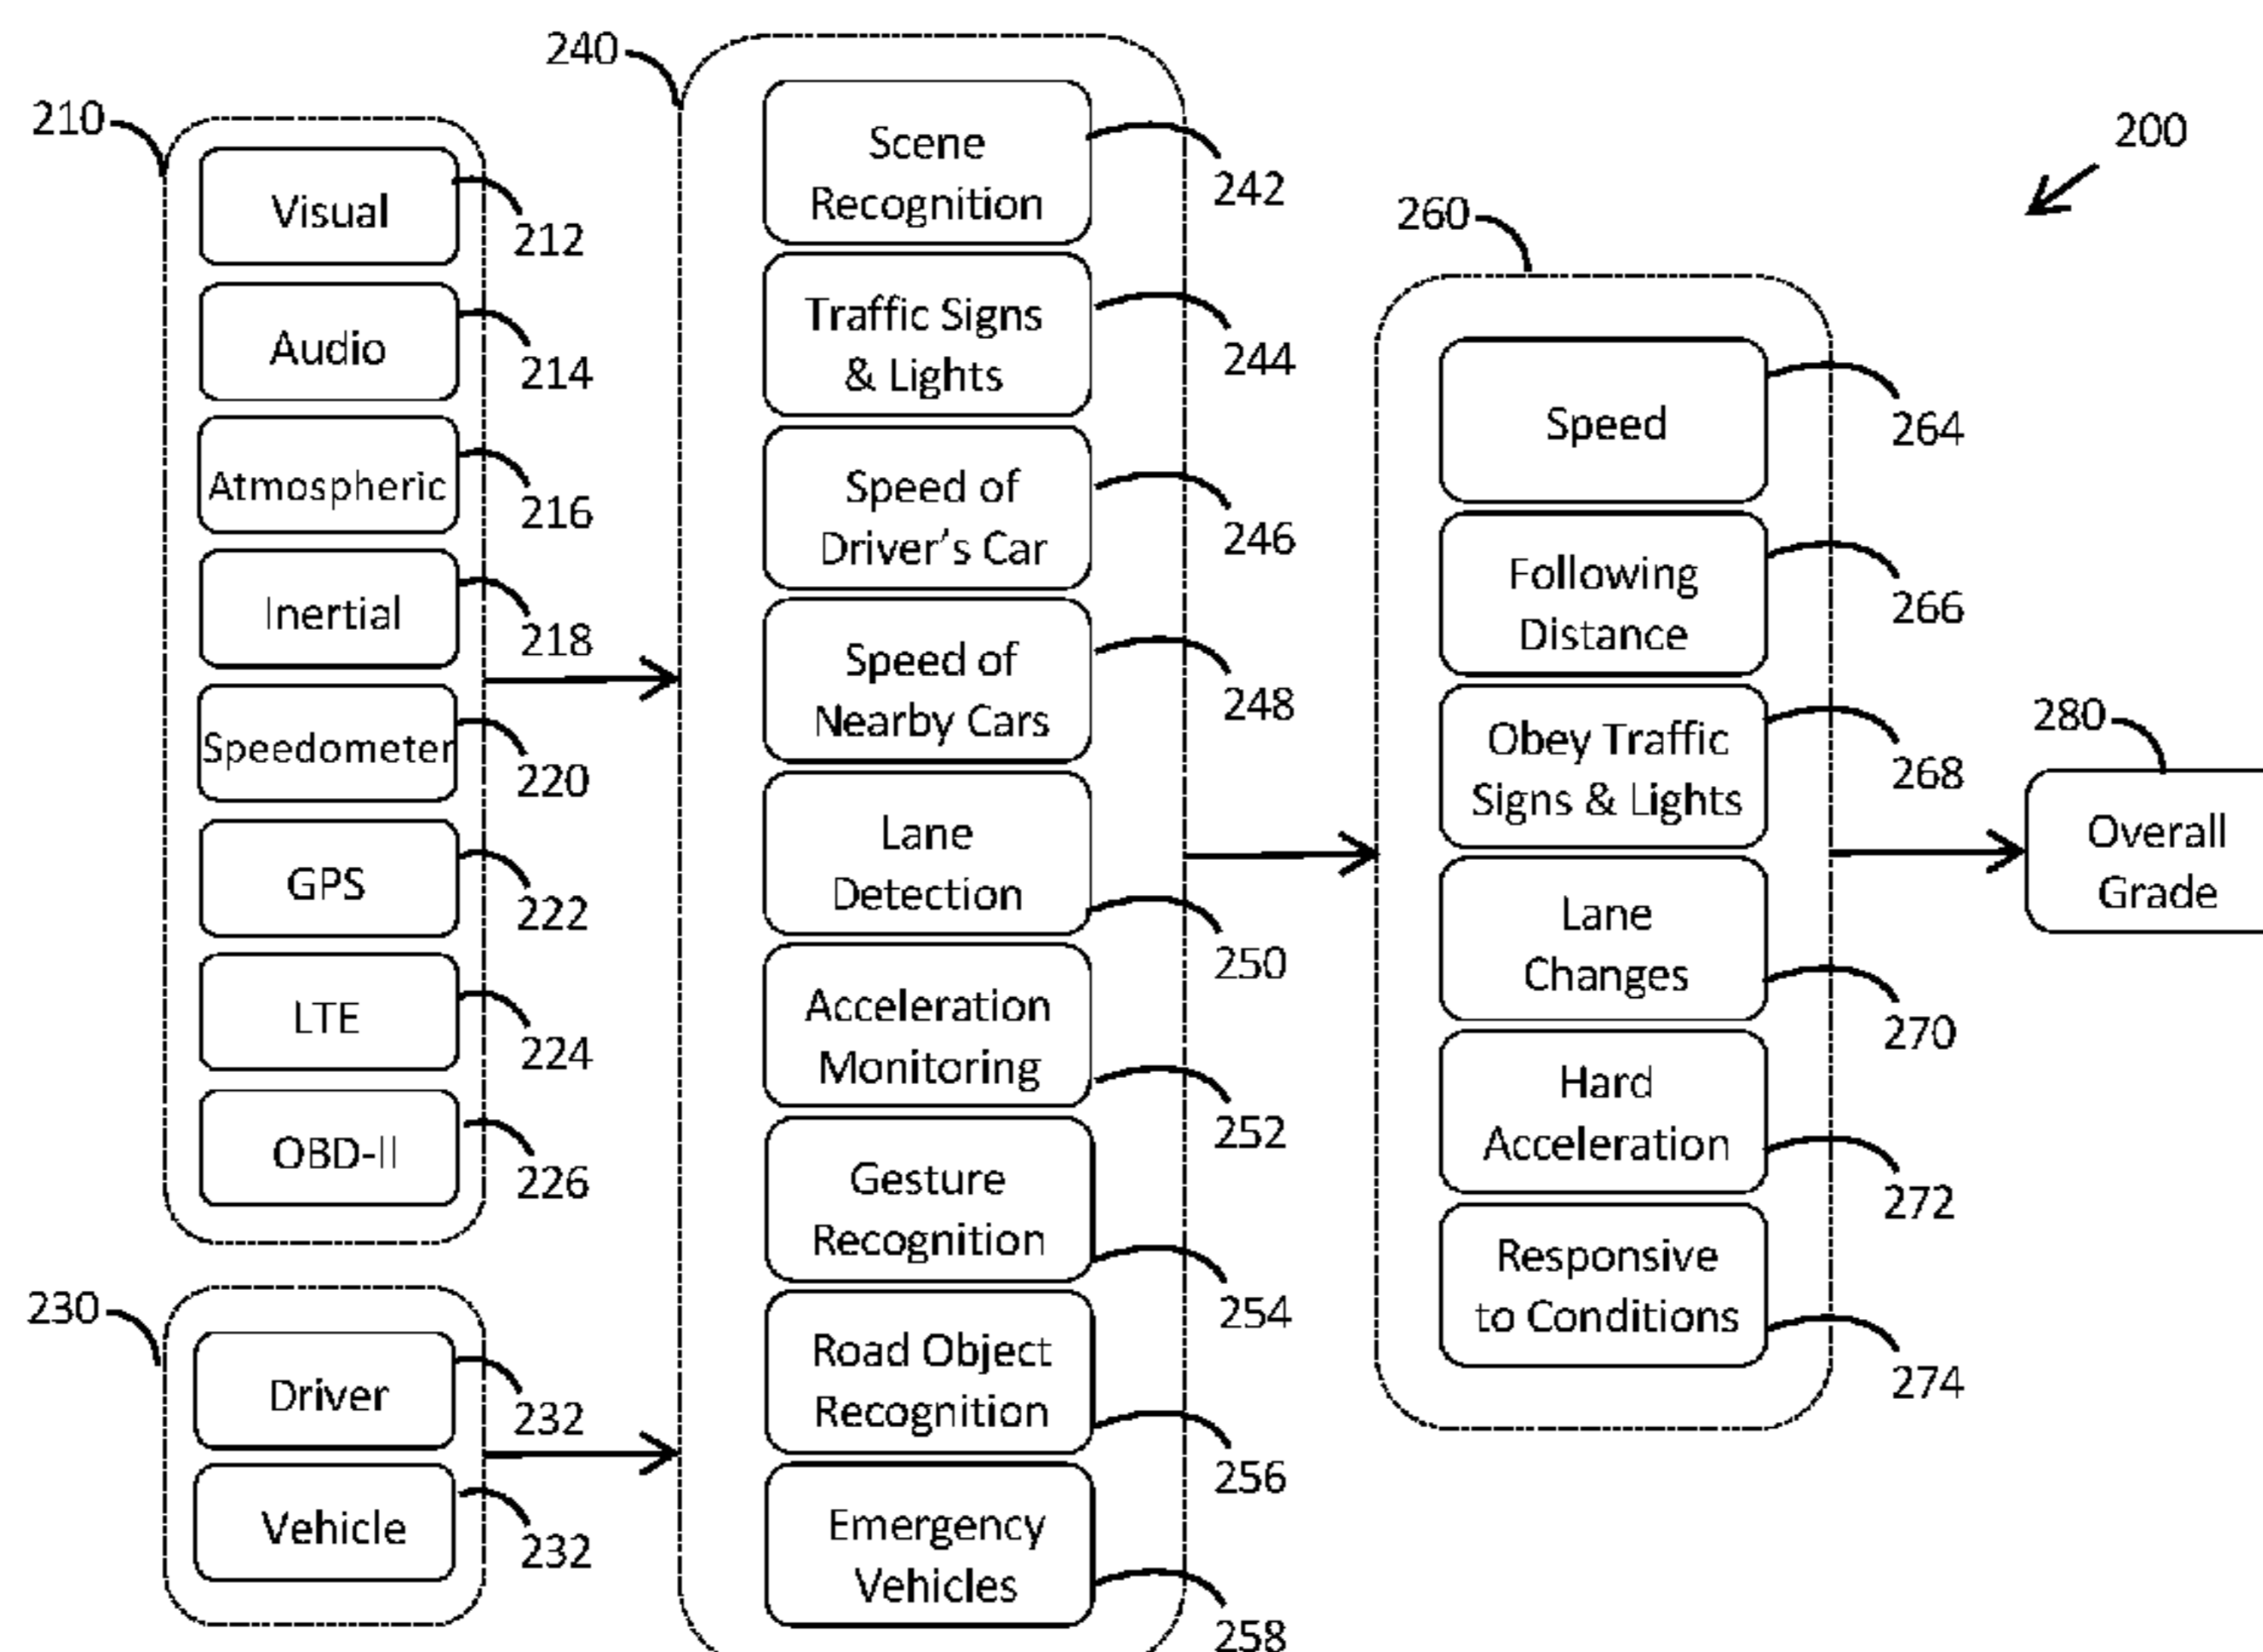 240
210
200
260
Visual
212
Audio
214
Atmospheric
216
Inertial
218
Speedometer
220
GPS
222
LTE
224
OBD-II
226
230
Driver
232
Vehicle
232
Scene
Recognition
242
Traffic Signs
& Lights
244
Speed of
Driver's Car
246
Speed of
Nearby Cars
248
Lane
Detection
250
Acceleration
Monitoring
252
Gesture
Recognition
254
Road Object
Recognition
256
Emergency
Vehicles
258
Speed
264
Following
Distance
266
Obey Traffic
Signs & Lights
268
Lane
Changes
270
Hard
Acceleration
272
Responsive
to Conditions
274
280
Overall
Grade